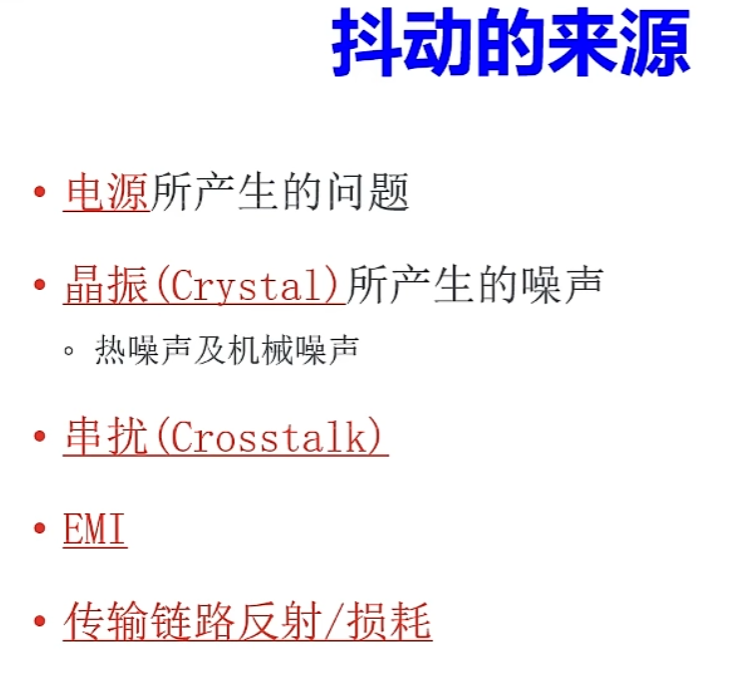 抖动的来源
• 电源所产生的问题
• 晶振(Crystal)所产生的噪声
◦ 热噪声及机械噪声
• 串扰(Crosstalk)
• EMI
• 传输链路反射/损耗